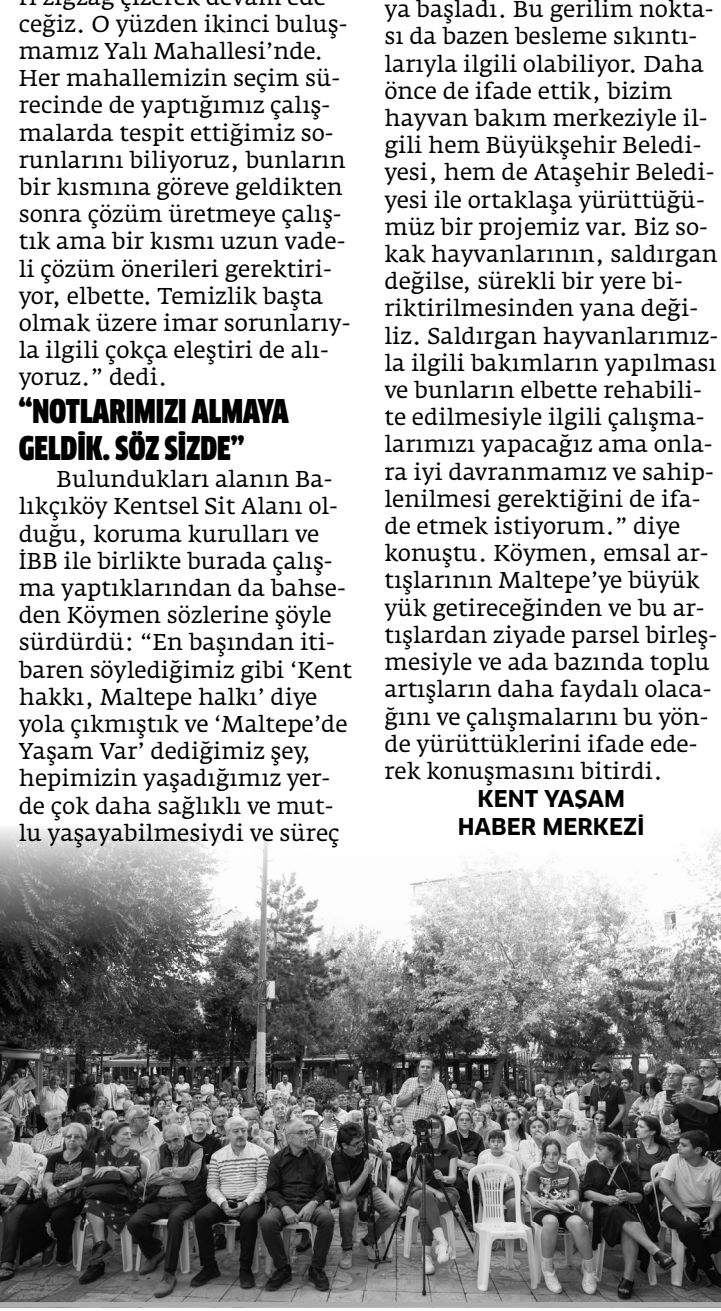 zigzag çizerek devam ede-
ceğiz. O yüzden ikinci buluş-
mamız Yalı Mahallesi’nde.
Her mahallemizin seçim sü-
recinde de yaptığımız çalış-
malarda tespit ettiğimiz so-
runlarını biliyoruz, bunların
bir kısmına göreve geldikten
sonra çözüm üretmeye çalış-
tık ama bir kısmı uzun vade-
li çözüm önerileri gerektiri-
yor, elbette. Temizlik başta
olmak üzere imar sorunlarıy-
la ilgili çokça eleştiri de alı-
yoruz.” dedi.
“NOTLARIMIZI ALMAYA
GELDİK. SÖZ SİZDE”
Bulundukları alanın Ba-
lıkçıköy Kentsel Sit Alanı ol-
duğu, koruma kurulları ve
İBB ile birlikte burada çalış-
ma yaptıklarından da bahse-
den Köymen sözlerine şöyle
sürdürdü: “En başından iti-
baren söylediğimiz gibi ‘Kent
hakkı, Maltepe halkı’ diye
yola çıkmıştık ve ‘Maltepe’de
Yaşam Var’ dediğimiz şey,
hepimizin yaşadığımız yer-
de çok daha sağlıklı ve mut-
lu yaşayabilmesiydi ve süreç
ya başladı. Bu gerilim nokta-
sı da bazen besleme sıkıntı-
larıyla ilgili olabiliyor. Daha
önce de ifade ettik, bizim
hayvan bakım merkeziyle il-
gili hem Büyükşehir Beledi-
yesi, hem de Ataşehir Beledi-
yesi ile ortaklaşa yürüttüğü-
müz bir projemiz var. Biz so-
kak hayvanlarının, saldırgan
değilse, sürekli bir yere bi-
riktirilmesinden yana deği-
liz. Saldırgan hayvanlarımız-
la ilgili bakımların yapılması
ve bunların elbette rehabili-
te edilmesiyle ilgili çalışma-
larımızı yapacağız ama onla-
ra iyi davranmamız ve sahip-
lenilmesi gerektiğini de ifa-
de etmek istiyorum.” diye
konuştu. Köymen, emsal ar-
tışlarının Maltepe’ye büyük
yük getireceğinden ve bu ar-
tışlardan ziyade parsel birleş-
mesiyle ve ada bazında toplu
artışların daha faydalı olaca-
ğını ve çalışmalarını bu yön-
de yürüttüklerini ifade ede-
rek konuşmasını bitirdi.
KENT YAŞAM
HABER MERKEZİ